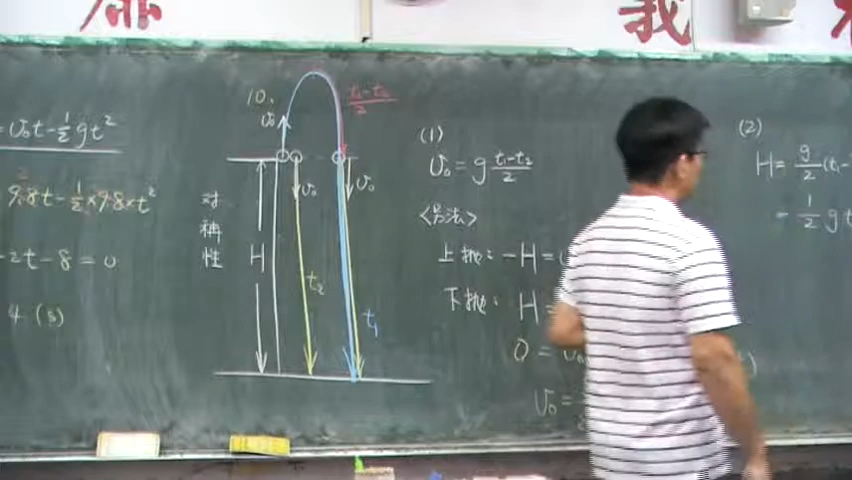 = v₀t - ½gt²
9.8t - ½×9.8×t²
-2t-8=0
4 (s)
10.
v₀
t₁-t₂/2
v₀
v₀
對稱性
H
t₂
t₁
(1)
v₀ = g t₁-t₂/2
<另法>
上拋: -H=
下拋: H=
0 = v₀
v₀ =
(2)
H = g/2 (t₁-
= 1/2 g t
我